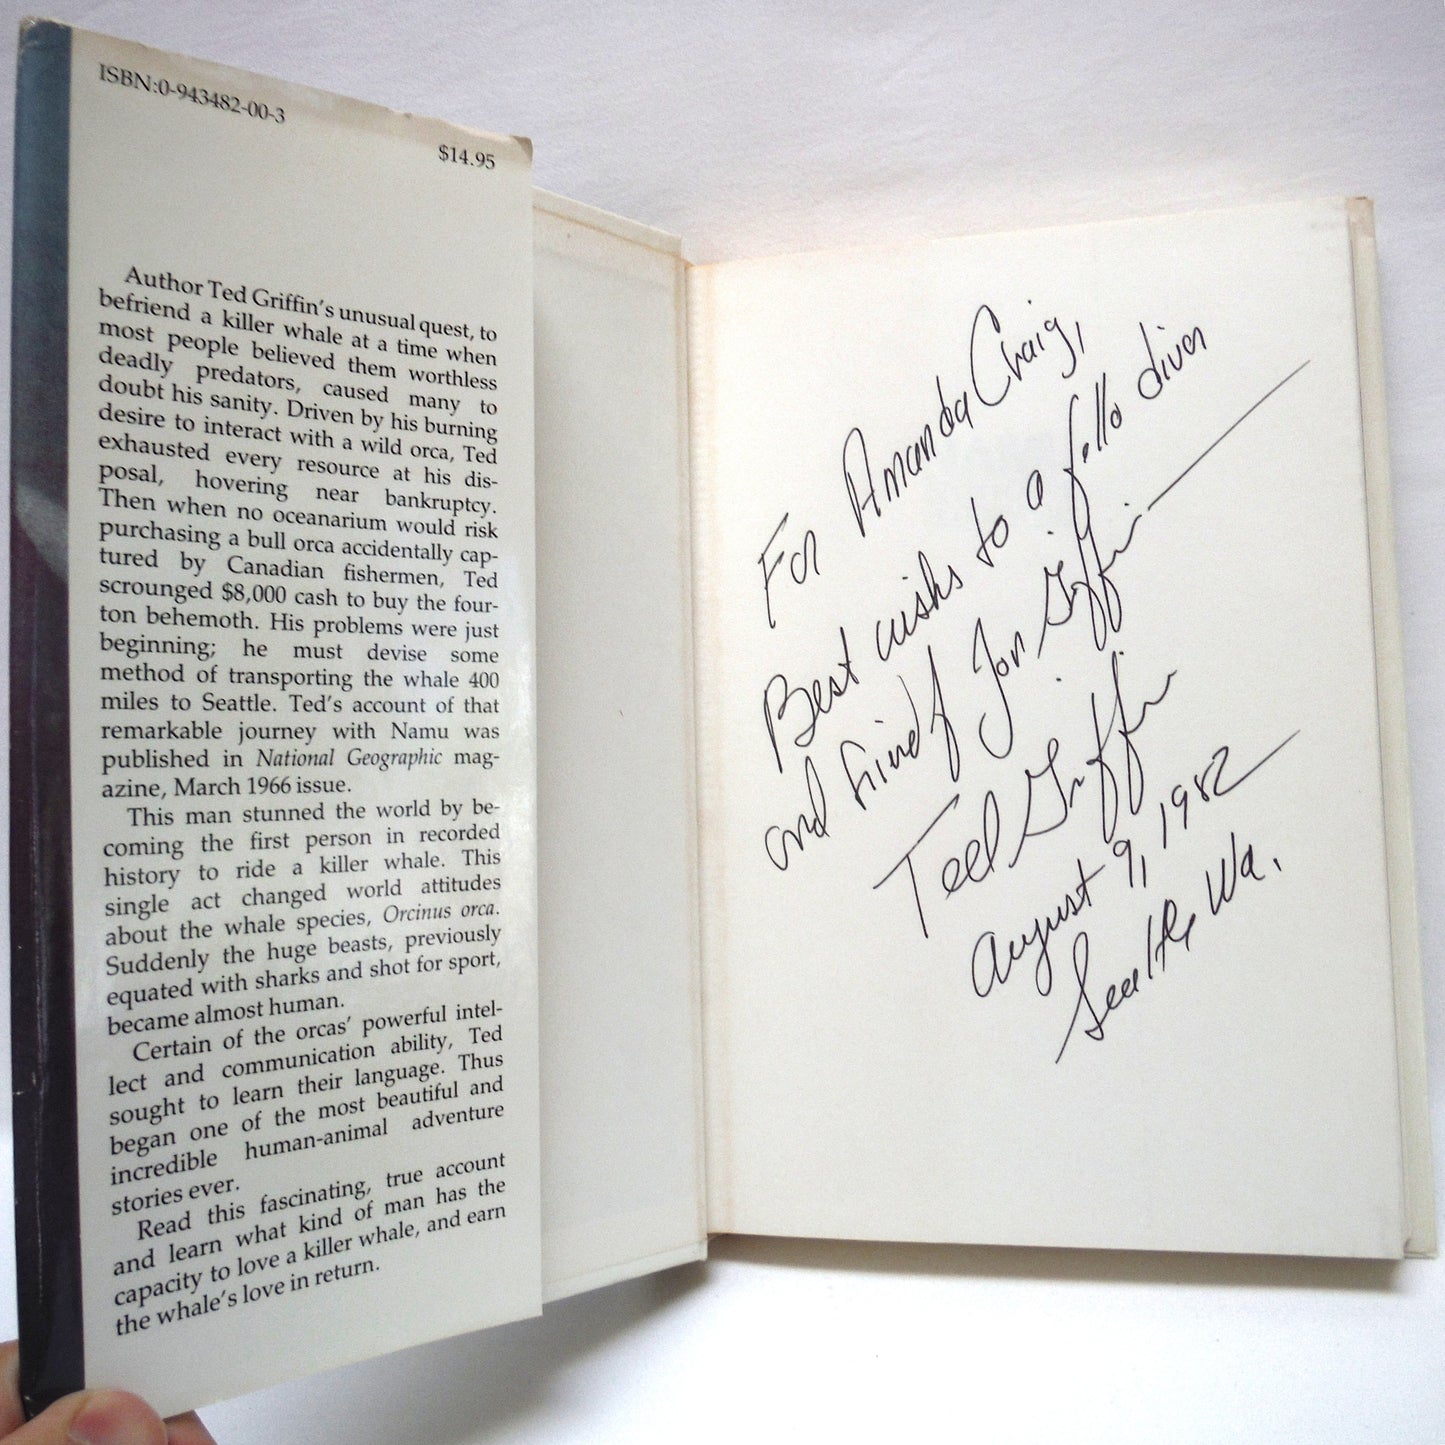 ISBN:0-943482-00-3
$14.95
Author Ted Griffin's unusual quest, to
befriend a killer whale at a time when
most people believed them worthless
deadly predators, caused many to
doubt his sanity. Driven by his burning
desire to interact with a wild orca, Ted
exhausted every resource at his dis-
posal, hovering near bankruptcy.
Then when no oceanarium would risk
purchasing a bull orca accidentally cap-
tured by Canadian fishermen, Ted
scrounged $8,000 cash to buy the four-
ton behemoth. His problems were just
beginning; he must devise some
method of transporting the whale 400
miles to Seattle. Ted's account of that
remarkable journey with Namu was
published in National Geographic mag-
azine, March 1966 issue.
This man stunned the world by be-
coming the first person in recorded
history to ride a killer whale. This
single act changed world attitudes
about the whale species, Orcinus orca.
Suddenly the huge beasts, previously
equated with sharks and shot for sport,
became almost human.
Certain of the orcas' powerful intel-
lect and communication ability, Ted
sought to learn their language. Thus
began one of the most beautiful and
incredible human-animal adventure
stories ever.
Read this fascinating, true account
and learn what kind of man has the
capacity to love a killer whale, and earn
the whale's love in return.
For Amanda Chaig,
Best wishs to a fello diver
and friend of Jon Griffin
Ted Griffin
August 9, 1982
Seattle Wa.